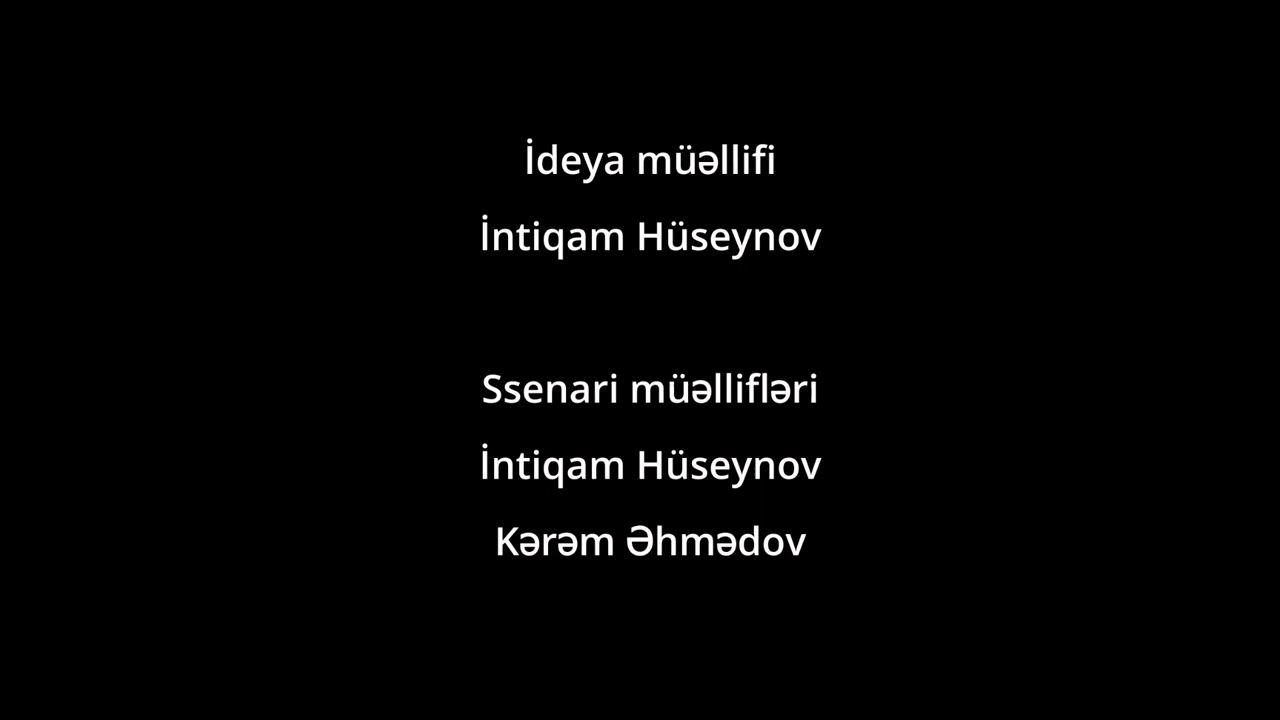 İdeya müəllifi
İntiqam Hüseynov
Ssenari müəllifləri
İntiqam Hüseynov
Kərəm Əhmədov